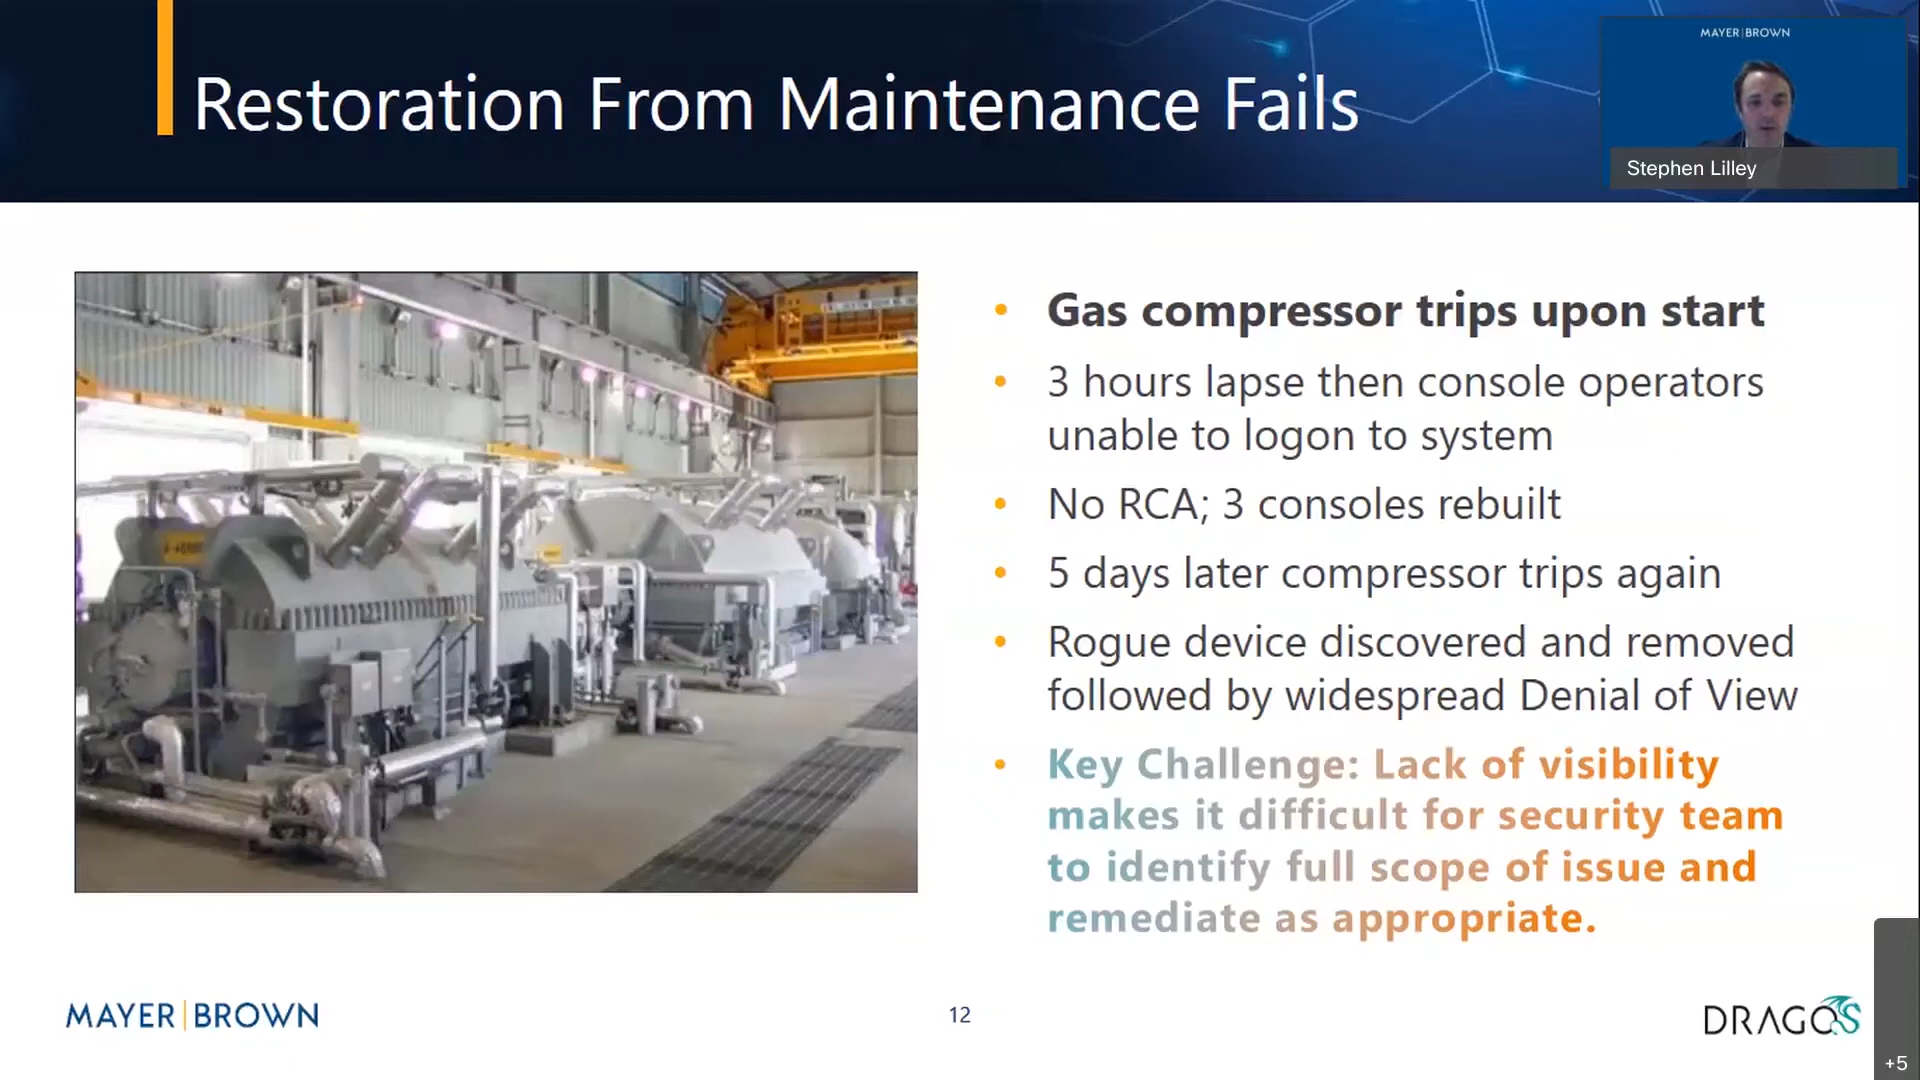 Restoration From Maintenance Fails
MAYER|BROWN
Stephen Lilley
• Gas compressor trips upon start
• 3 hours lapse then console operators
unable to logon to system
• No RCA; 3 consoles rebuilt
• 5 days later compressor trips again
• Rogue device discovered and removed
followed by widespread Denial of View
• Key Challenge: Lack of visibility
makes it difficult for security team
to identify full scope of issue and
remediate as appropriate.
MAYER|BROWN
12
DRAGOS
+5